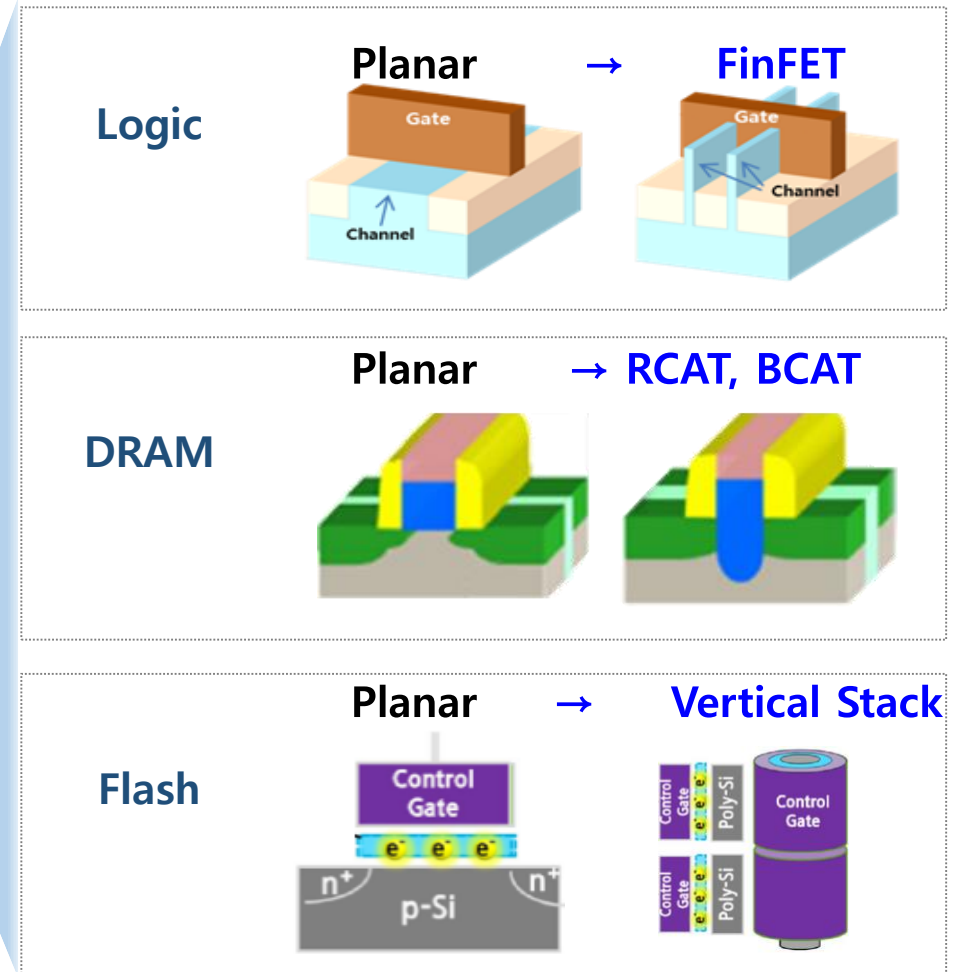 Planar → FinFET
Logic
Gate
Gate
Channel
Channel
Planar → RCAT, BCAT
DRAM
Planar → Vertical Stack
Flash
Control
Gate
e⁻ e⁻ e⁻
n⁺ n⁺
p-Si
Control
Gate
e⁻ e⁻ e⁻
Poly-Si
Control
Gate
Control
Gate
e⁻ e⁻ e⁻
Poly-Si